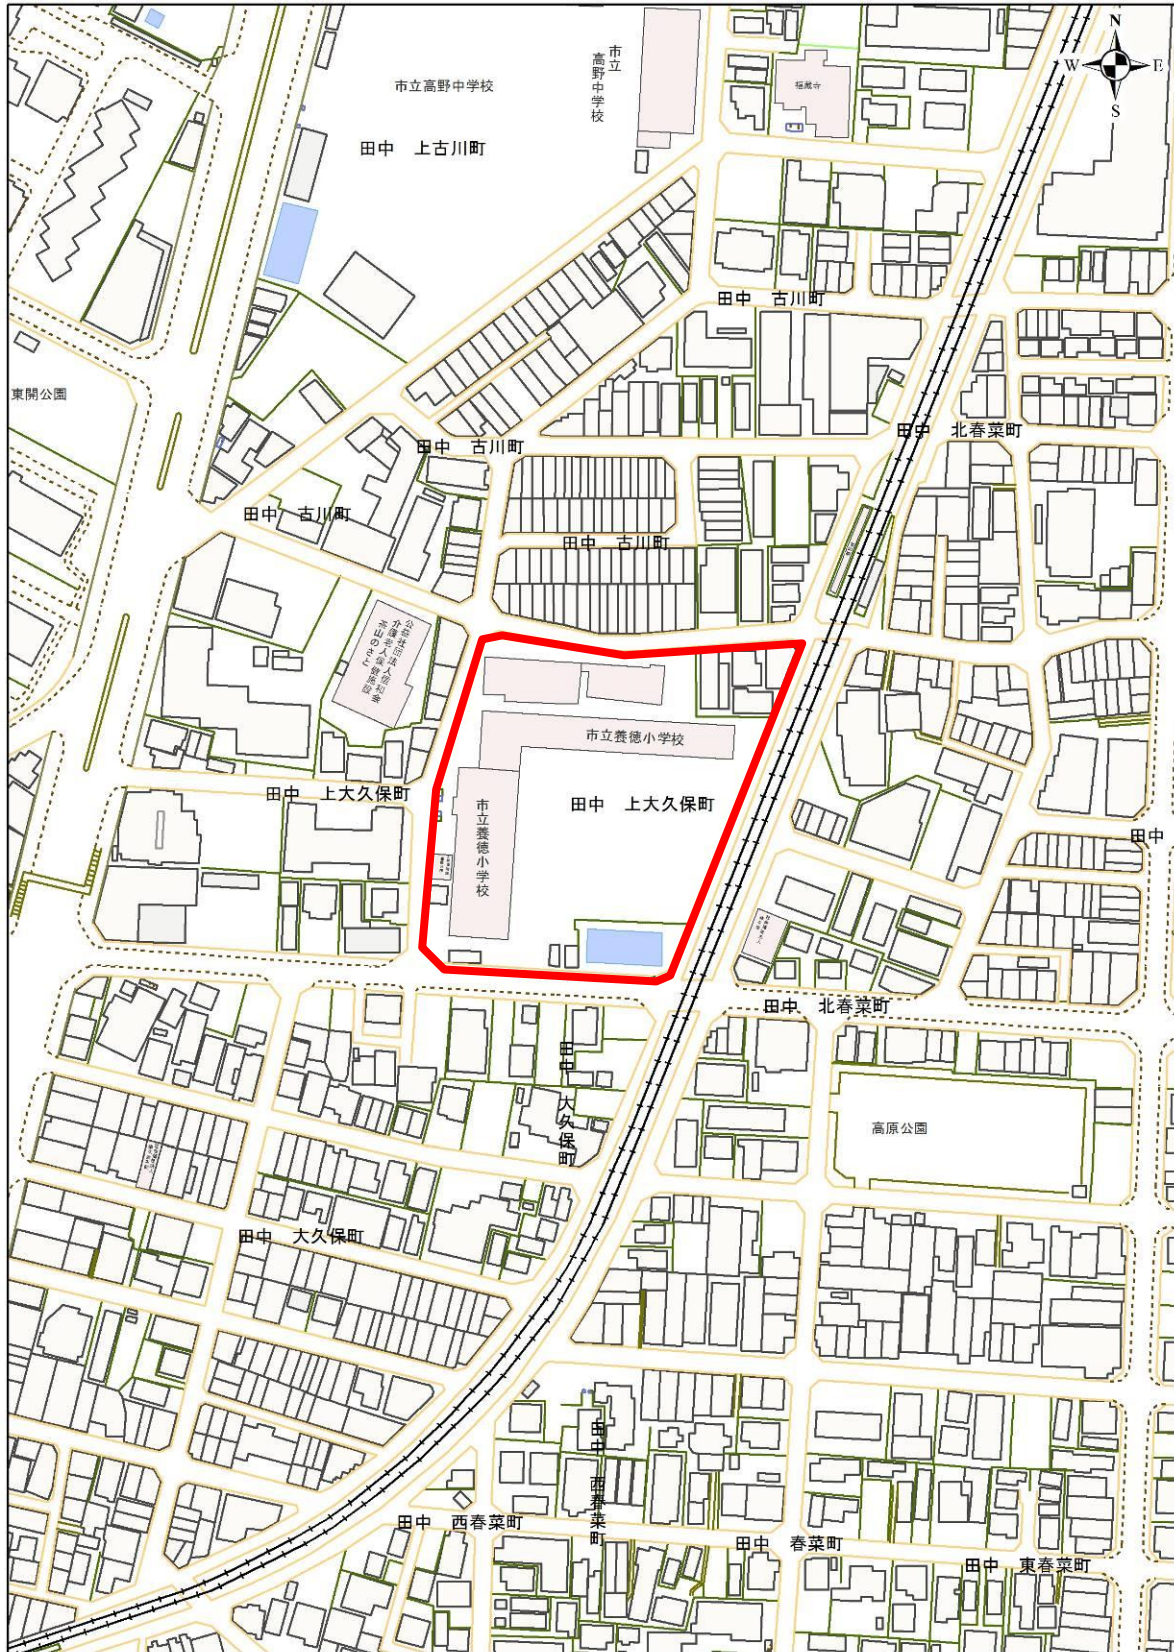 N
W
E
S
市立高野中学校
市立
高野中学校
福蔵寺
田中　上古川町
田中　古川町
東開公園
田中　北春菜町
田中　古川町
田中　古川町
田中　古川町
公益社団法人信和会
介護老人保健施設
茶山のさと
市立養徳小学校
田中　上大久保町
田中　上大久保町
市立養徳小学校
田中
田中　北春菜町
田中　大久保町
高原公園
田中　大久保町
田中　西春菜町
田中　西春菜町
田中　春菜町
田中　東春菜町